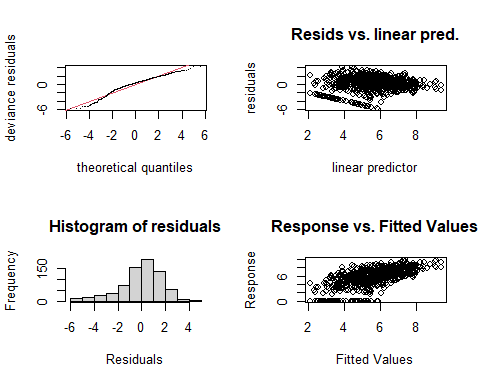 deviance residuals
-6 0
-6 -4 -2 0 2 4 6
theoretical quantiles
Resids vs. linear pred.
residuals
-6 0
2 4 6 8
linear predictor
Histogram of residuals
Frequency
0 150
-6 -4 -2 0 2 4
Residuals
Response vs. Fitted Values
Response
0 6
2 4 6 8
Fitted Values